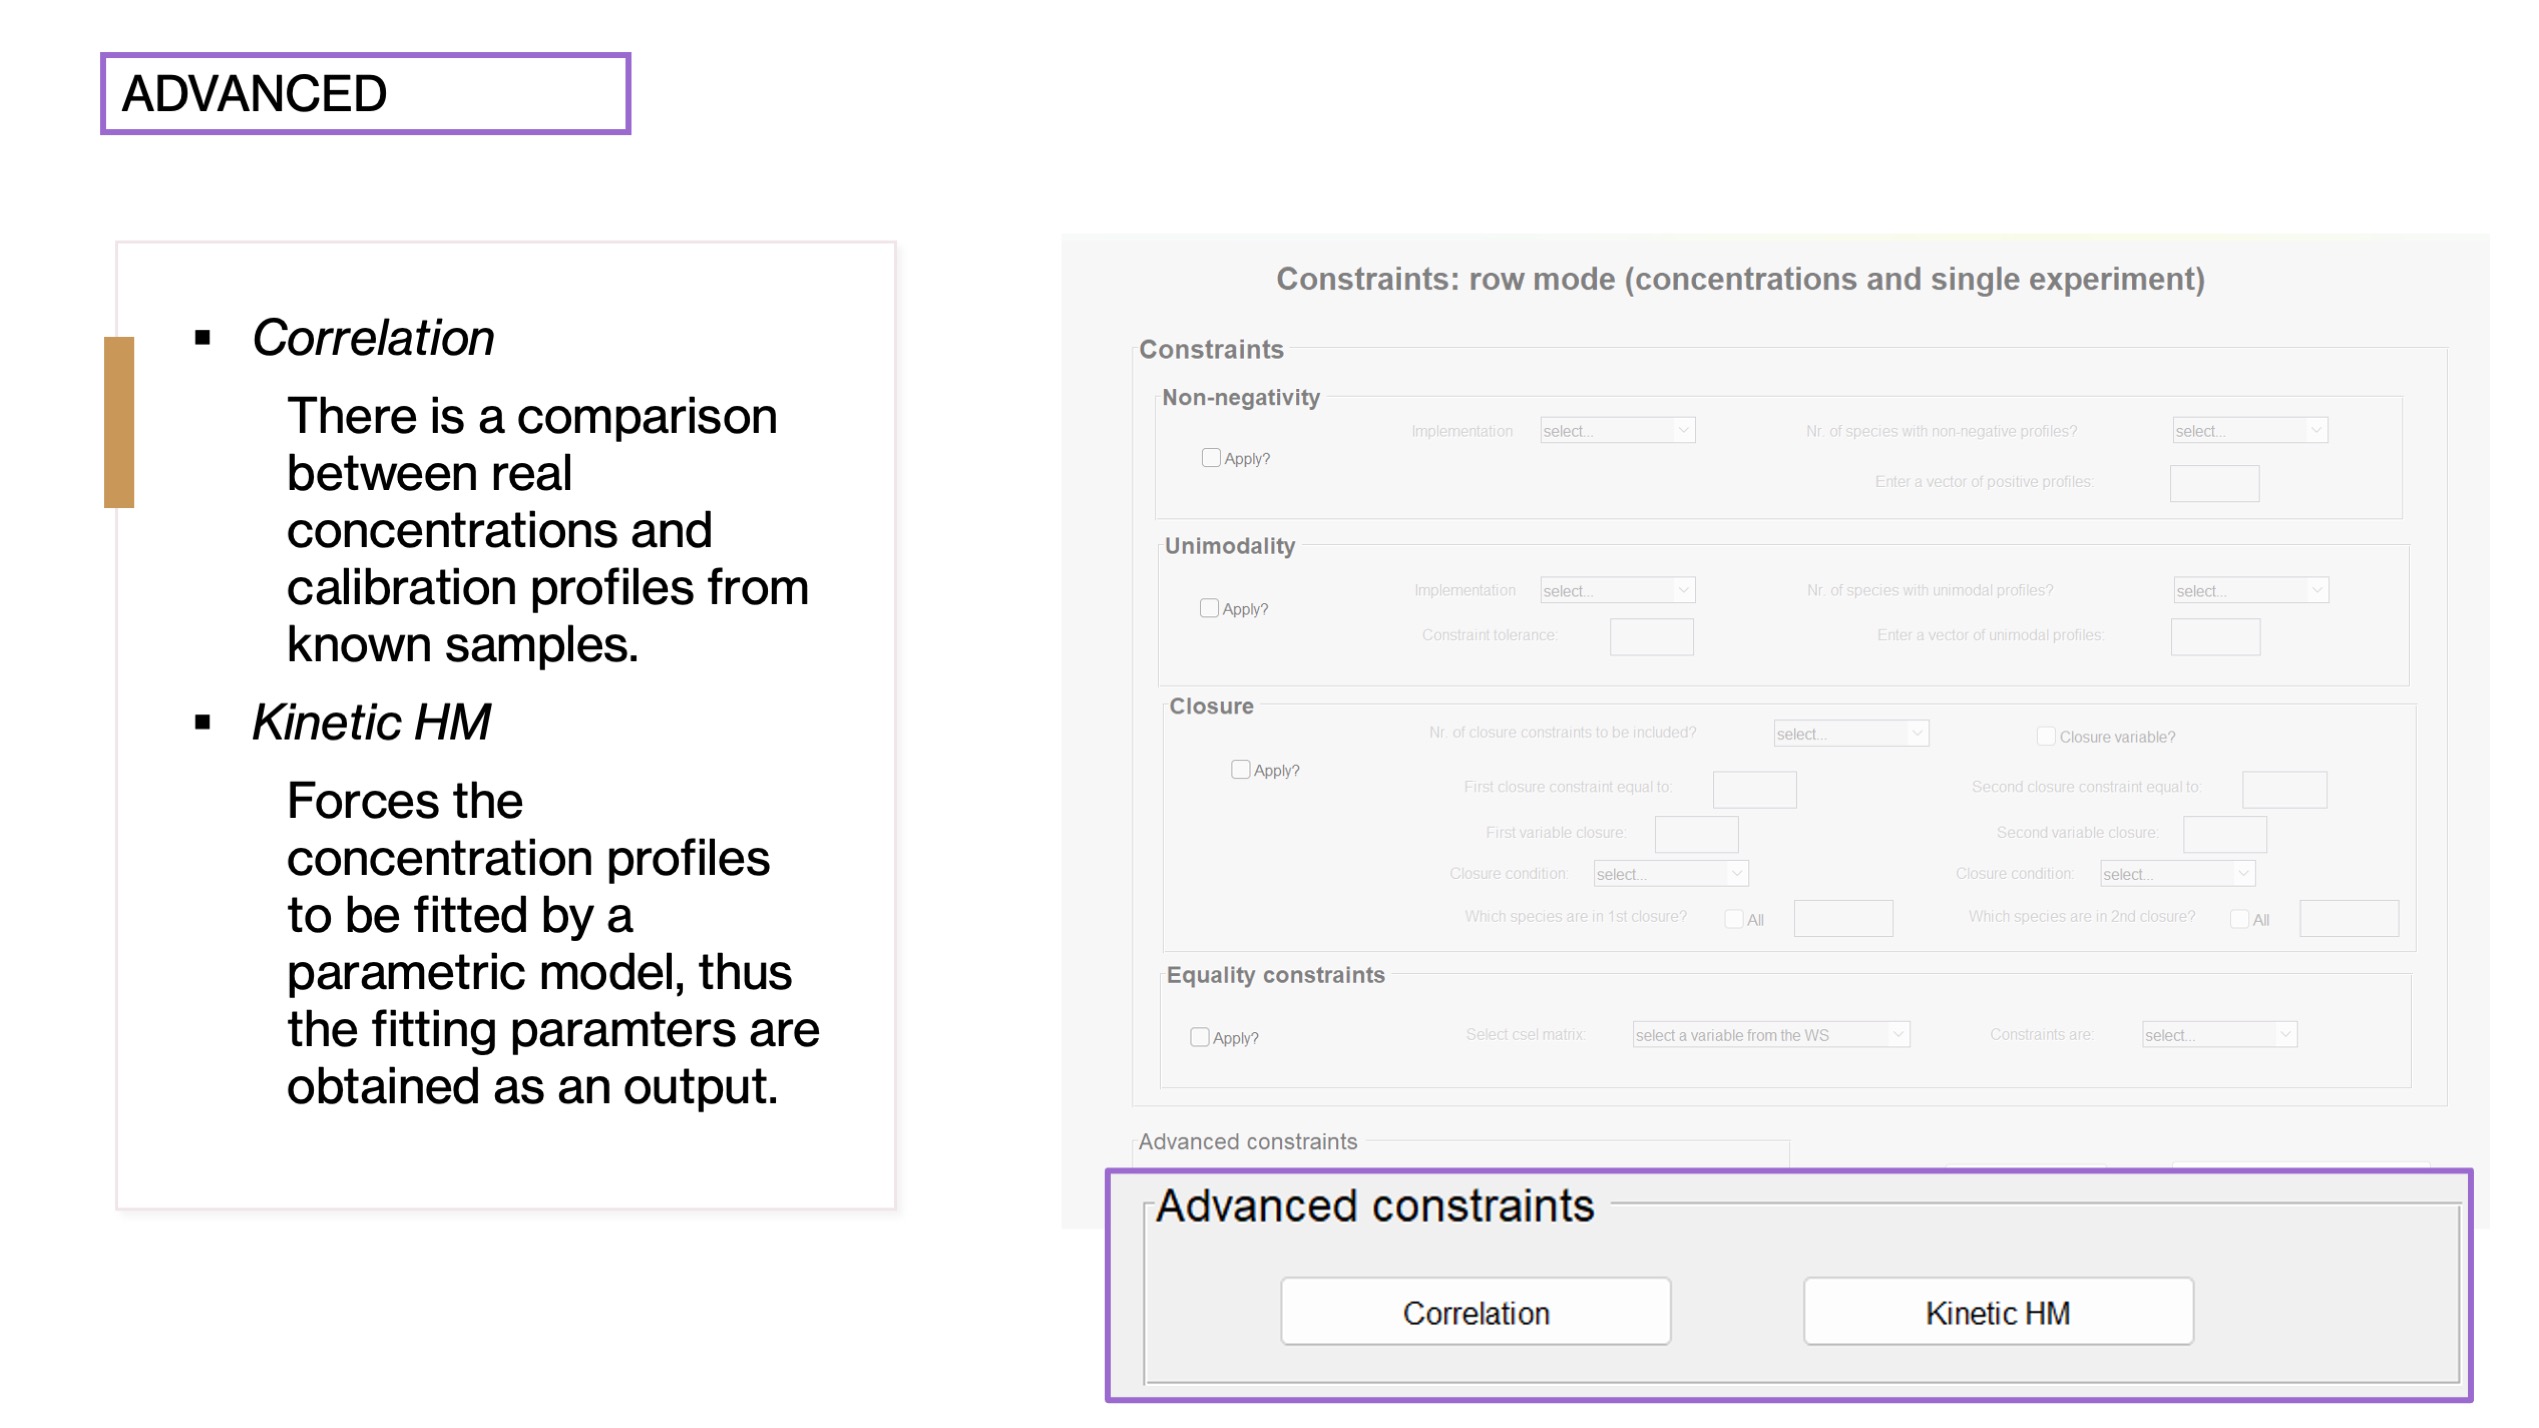 ADVANCED
▪ Correlation
There is a comparison
between real
concentrations and
calibration profiles from
known samples.
▪ Kinetic HM
Forces the
concentration profiles
to be fitted by a
parametric model, thus
the fitting paramters are
obtained as an output.
Constraints: row mode (concentrations and single experiment)
Constraints
Non-negativity
Implementation select... Nr. of species with non-negative profiles? select...
Apply?
Enter a vector of positive profiles:
Unimodality
Implementation select... Nr. of species with unimodal profiles? select...
Apply?
Constraint tolerance: Enter a vector of unimodal profiles:
Closure
Nr. of closure constraints to be included? select... Closure variable?
Apply?
First closure constraint equal to: Second closure constraint equal to:
First variable closure: Second variable closure:
Closure condition: select... Closure condition: select...
Which species are in 1st closure? All Which species are in 2nd closure? All
Equality constraints
Apply? Select csel matrix: select a variable from the WS Constraints are: select...
Advanced constraints
Advanced constraints
Correlation Kinetic HM